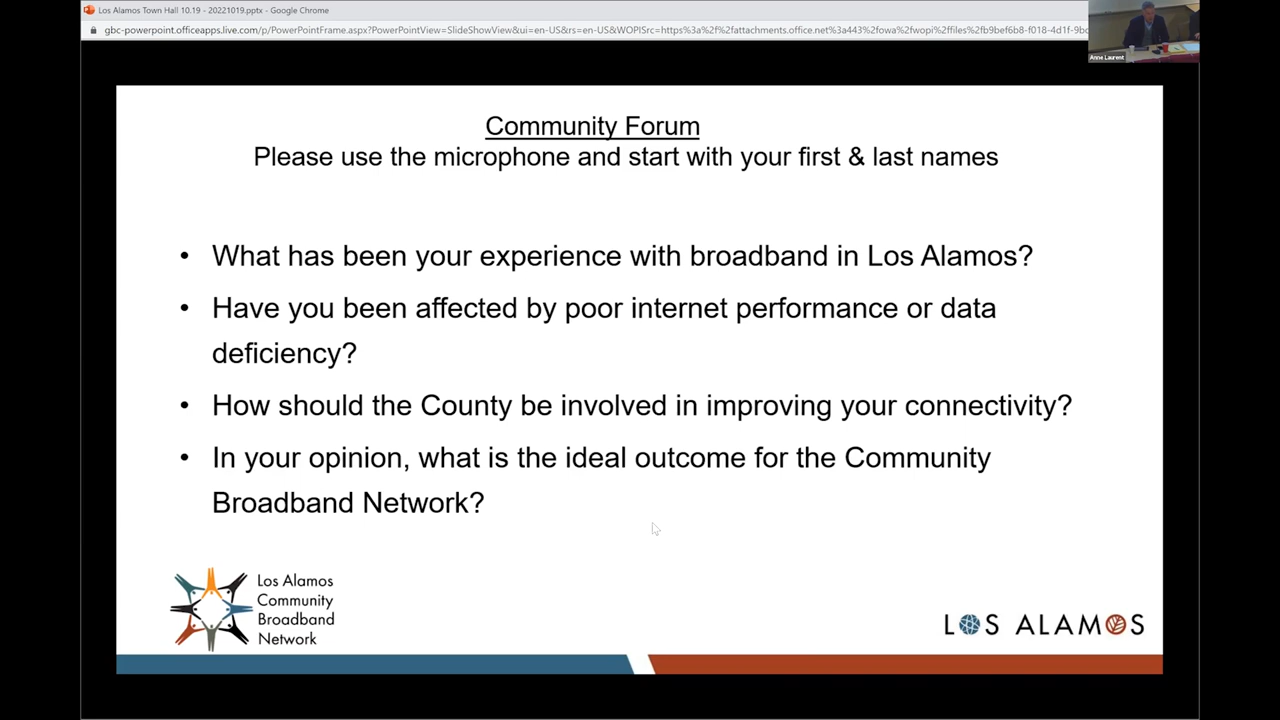 Los Alamos Town Hall 10.19 - 20221019.pptx - Google Chrome
gbc-powerpoint.officeapps.live.com/p/PowerPointFrame.aspx?PowerPointView=SlideShowView&ui=en-US&rs=en-US&WOPISrc=https%3a%2f%2fattachments.office.net%3a443%2fowa%2fwopi%2ffiles%2fb9bef6b8-f018-4d1f-9bc
Anne Laurent
Community Forum
Please use the microphone and start with your first & last names
• What has been your experience with broadband in Los Alamos?
• Have you been affected by poor internet performance or data
deficiency?
• How should the County be involved in improving your connectivity?
• In your opinion, what is the ideal outcome for the Community
Broadband Network?
Los Alamos
Community
Broadband
Network
LOS ALAMOS